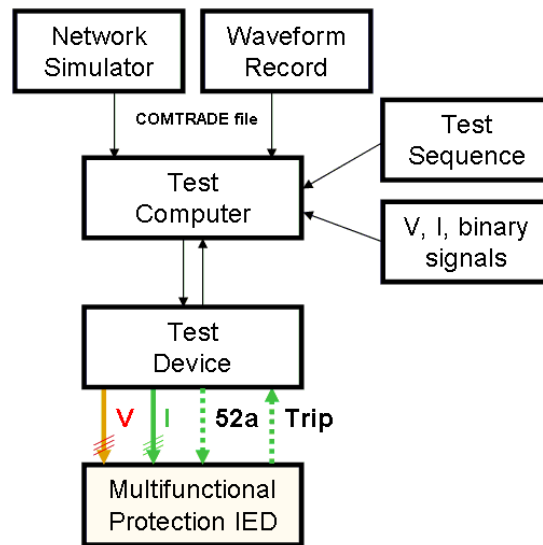 Network
Simulator
Waveform
Record
COMTRADE file
Test
Sequence
Test
Computer
V, I, binary
signals
Test
Device
V I 52a Trip
Multifunctional
Protection IED